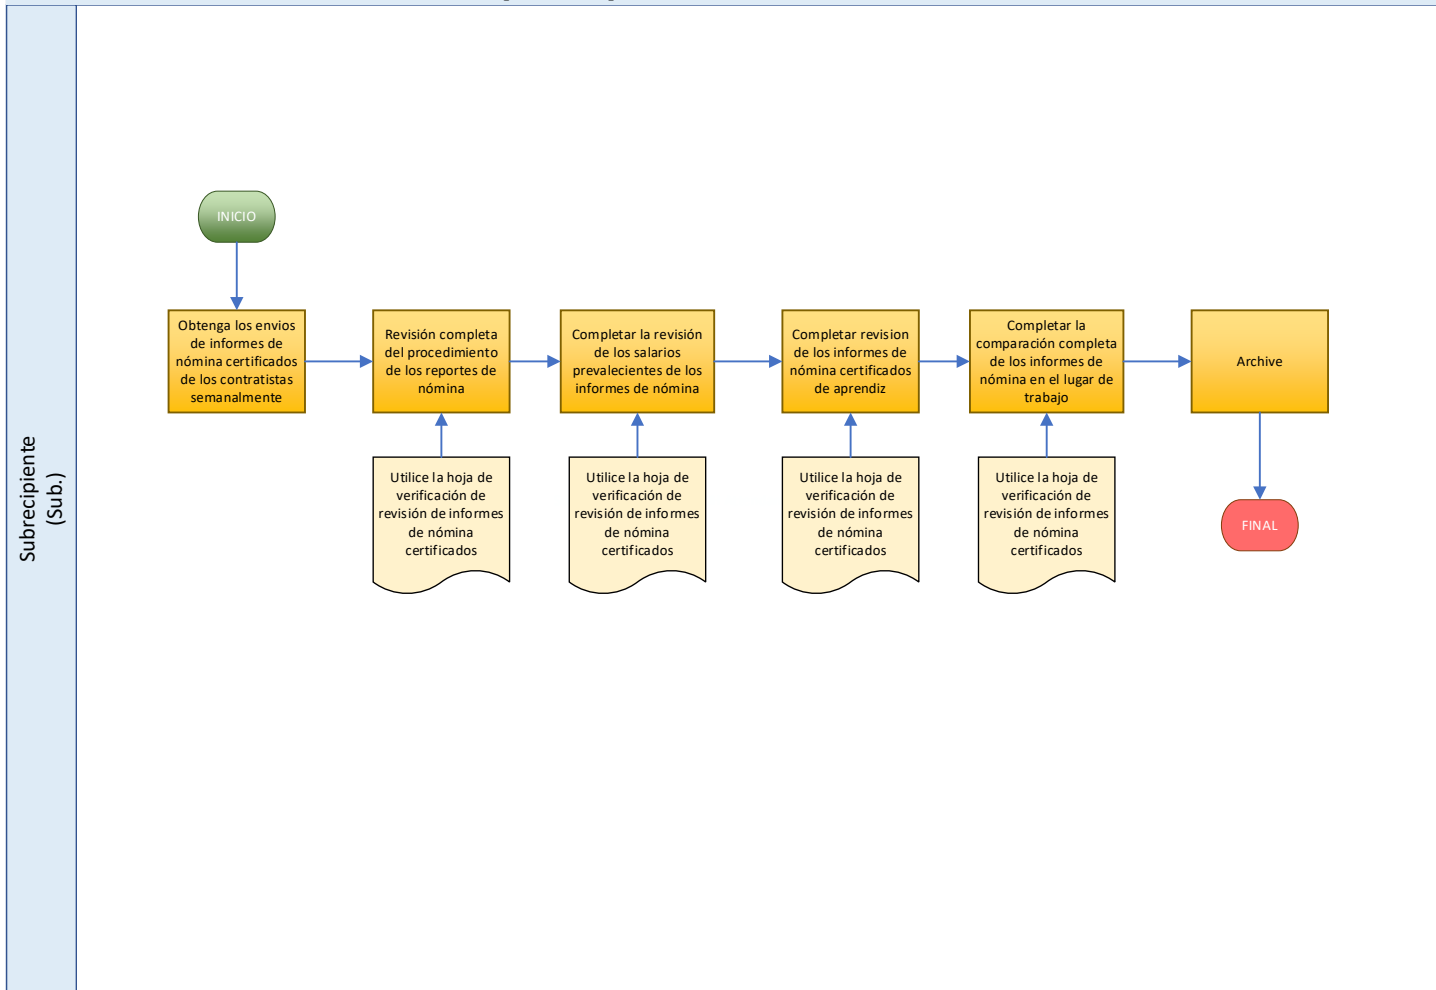 Subrecipiente
(Sub.)
INICIO
Obtenga los envios
de informes de
nómina certificados
de los contratistas
semanalmente
Revisión completa
del procedimiento
de los reportes de
nómina
Completar la revisión
de los salarios
prevalecientes de los
informes de nómina
Completar revision
de los informes de
nómina certificados
de aprendiz
Completar la
comparación completa
de los informes de
nómina en el lugar de
trabajo
Archive
Utilice la hoja de
verificación de
revisión de informes
de nómina
certificados
Utilice la hoja de
verificación de
revisión de informes
de nómina
certificados
Utilice la hoja de
verificación de
revisión de informes
de nómina
certificados
Utilice la hoja de
verificación de
revisión de informes
de nómina
certificados
FINAL